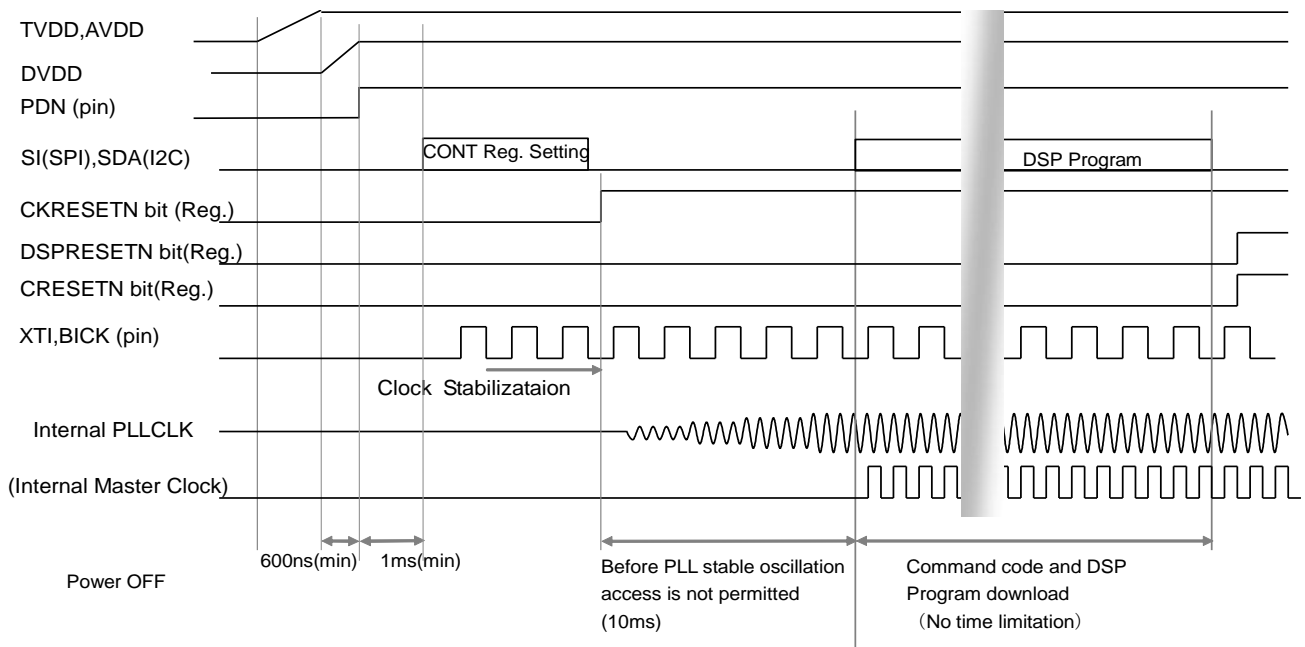 TVDD,AVDD
DVDD
PDN (pin)
SI(SPI),SDA(I2C)
CONT Reg. Setting
DSP Program
CKRESETN bit (Reg.)
DSPRESETN bit(Reg.)
CRESETN bit(Reg.)
XTI,BICK (pin)
Clock Stabilizataion
Internal PLLCLK
(Internal Master Clock)
600ns(min)
1ms(min)
Power OFF
Before PLL stable oscillation
access is not permitted
(10ms)
Command code and DSP
Program download
（No time limitation）